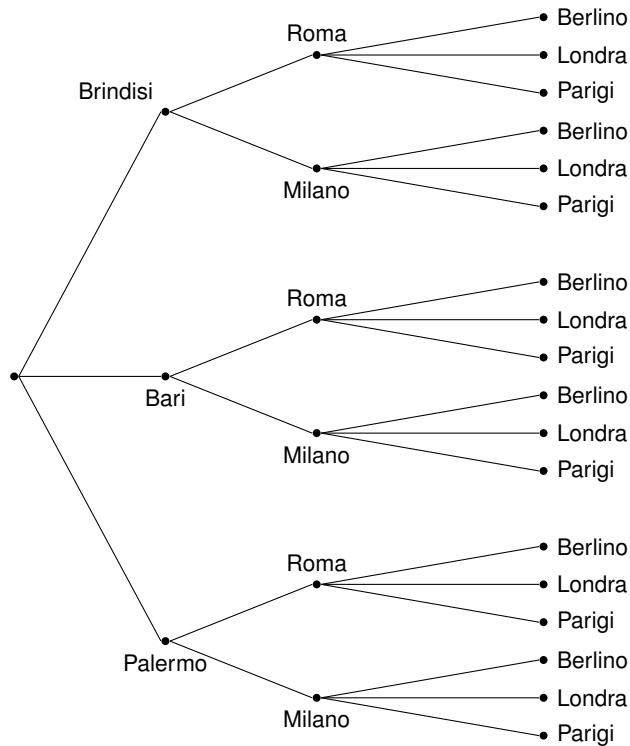 Berlino
Roma
Londra
Brindisi
Parigi
Berlino
Londra
Milano
Parigi
Berlino
Roma
Londra
Parigi
Bari
Berlino
Milano
Londra
Parigi
Berlino
Roma
Londra
Parigi
Palermo
Berlino
Londra
Milano
Parigi